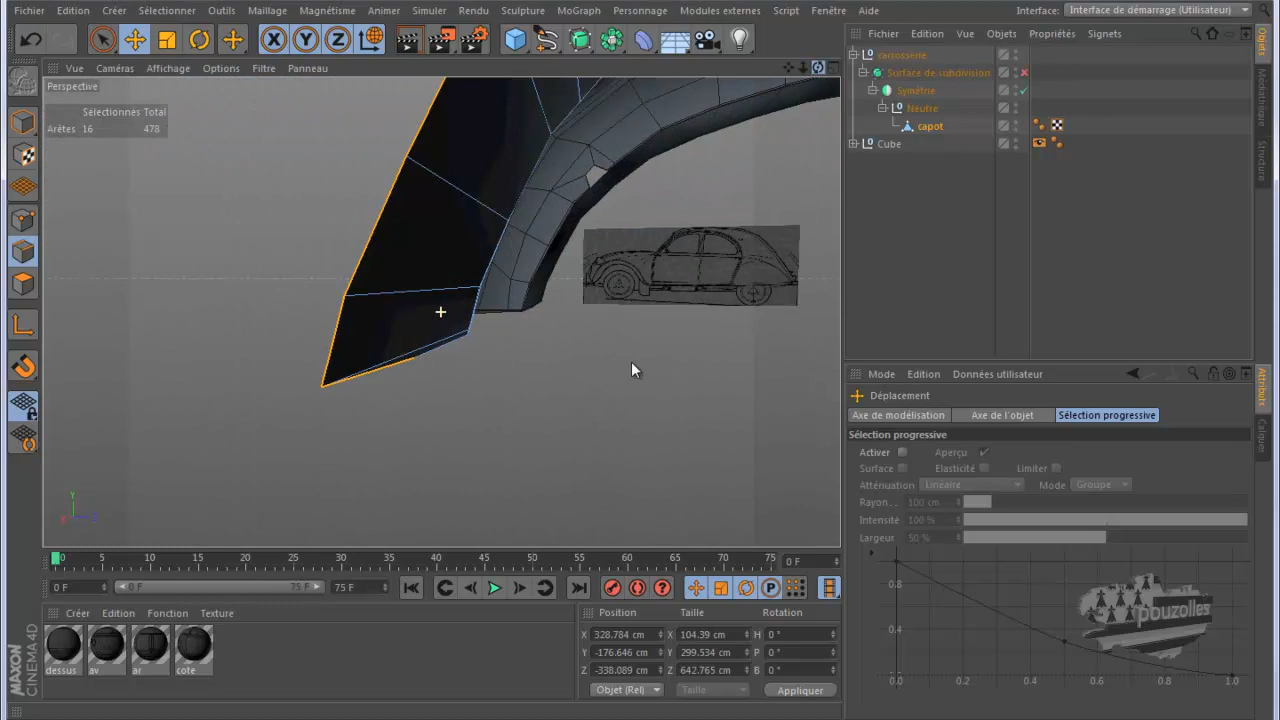 Fichier Edition Créer Sélectionner Outils Maillage Magnétisme Animer Simuler Rendu Sculpture MoGraph Personnage Modules externes Script Fenêtre Aide Interface: Interface de démarrage (Utilisateur)
Vue Caméras Affichage Options Filtre Panneau
Perspective
Sélectionnés Total
Arêtes 16 478
Y
X
Z
Fichier Edition Vue Objets Propriétés Signets
carrosserie
Surface de subdivision
Symétrie
Neutre
capot
Cube
Objets
Médiathèque
Structure
Mode Edition Données utilisateur
Déplacement
Axe de modélisation Axe de l'objet Sélection progressive
Sélection progressive
Activer Aperçu
Surface Elasticité Limiter
Atténuation Linéaire Mode Groupe
Rayon . . 100 cm
Intensité 100 %
Largeur 50 %
0.8
0.4
0.0 0.2 0.4 0.6 0.8 1.0
pouzolles
Attributs
Calques
0 5 10 15 20 25 30 35 40 45 50 55 60 65 70 75 0 F
0 F 0 F 75 F 75 F
Créer Edition Fonction Texture
dessus av ar cote
MAXON
CINEMA 4D
Position Taille Rotation
X 328.784 cm X 104.39 cm H 0 °
Y -176.646 cm Y 299.534 cm P 0 °
Z -338.089 cm Z 642.765 cm B 0 °
Objet (Rel) Taille Appliquer